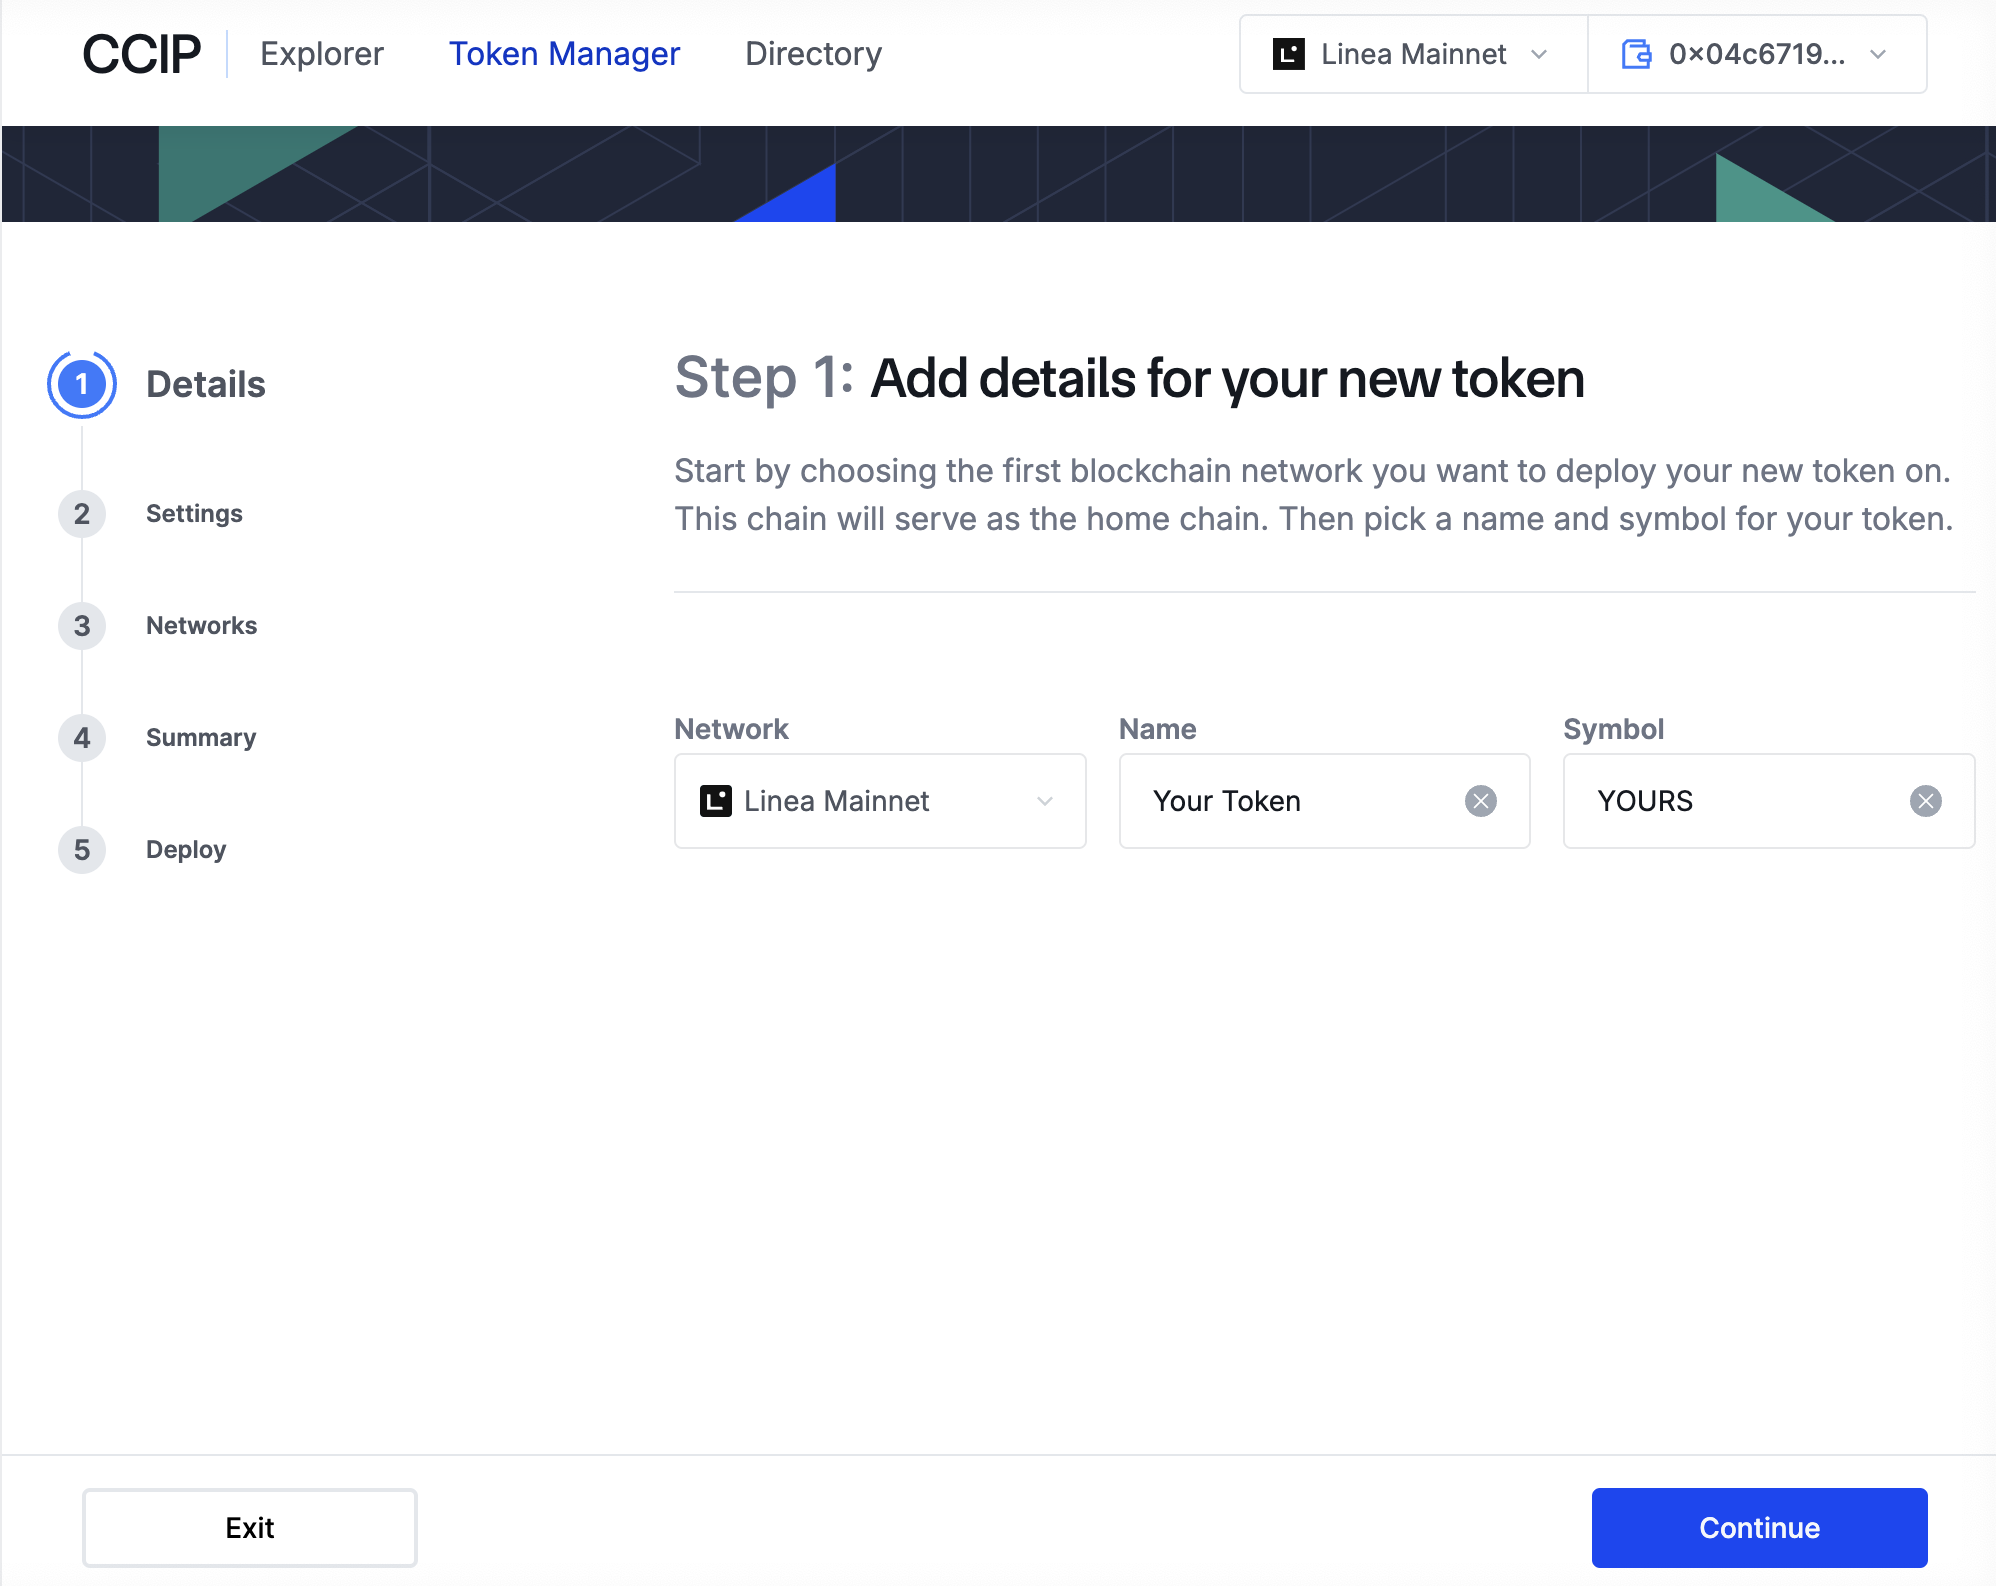 CCIP
Explorer
Token Manager
Directory
Linea Mainnet
0x04c6719...
1 Details
2 Settings
3 Networks
4 Summary
5 Deploy
Step 1: Add details for your new token
Start by choosing the first blockchain network you want to deploy your new token on.
This chain will serve as the home chain. Then pick a name and symbol for your token.
Network
Linea Mainnet
Name
Your Token
Symbol
YOURS
Exit
Continue